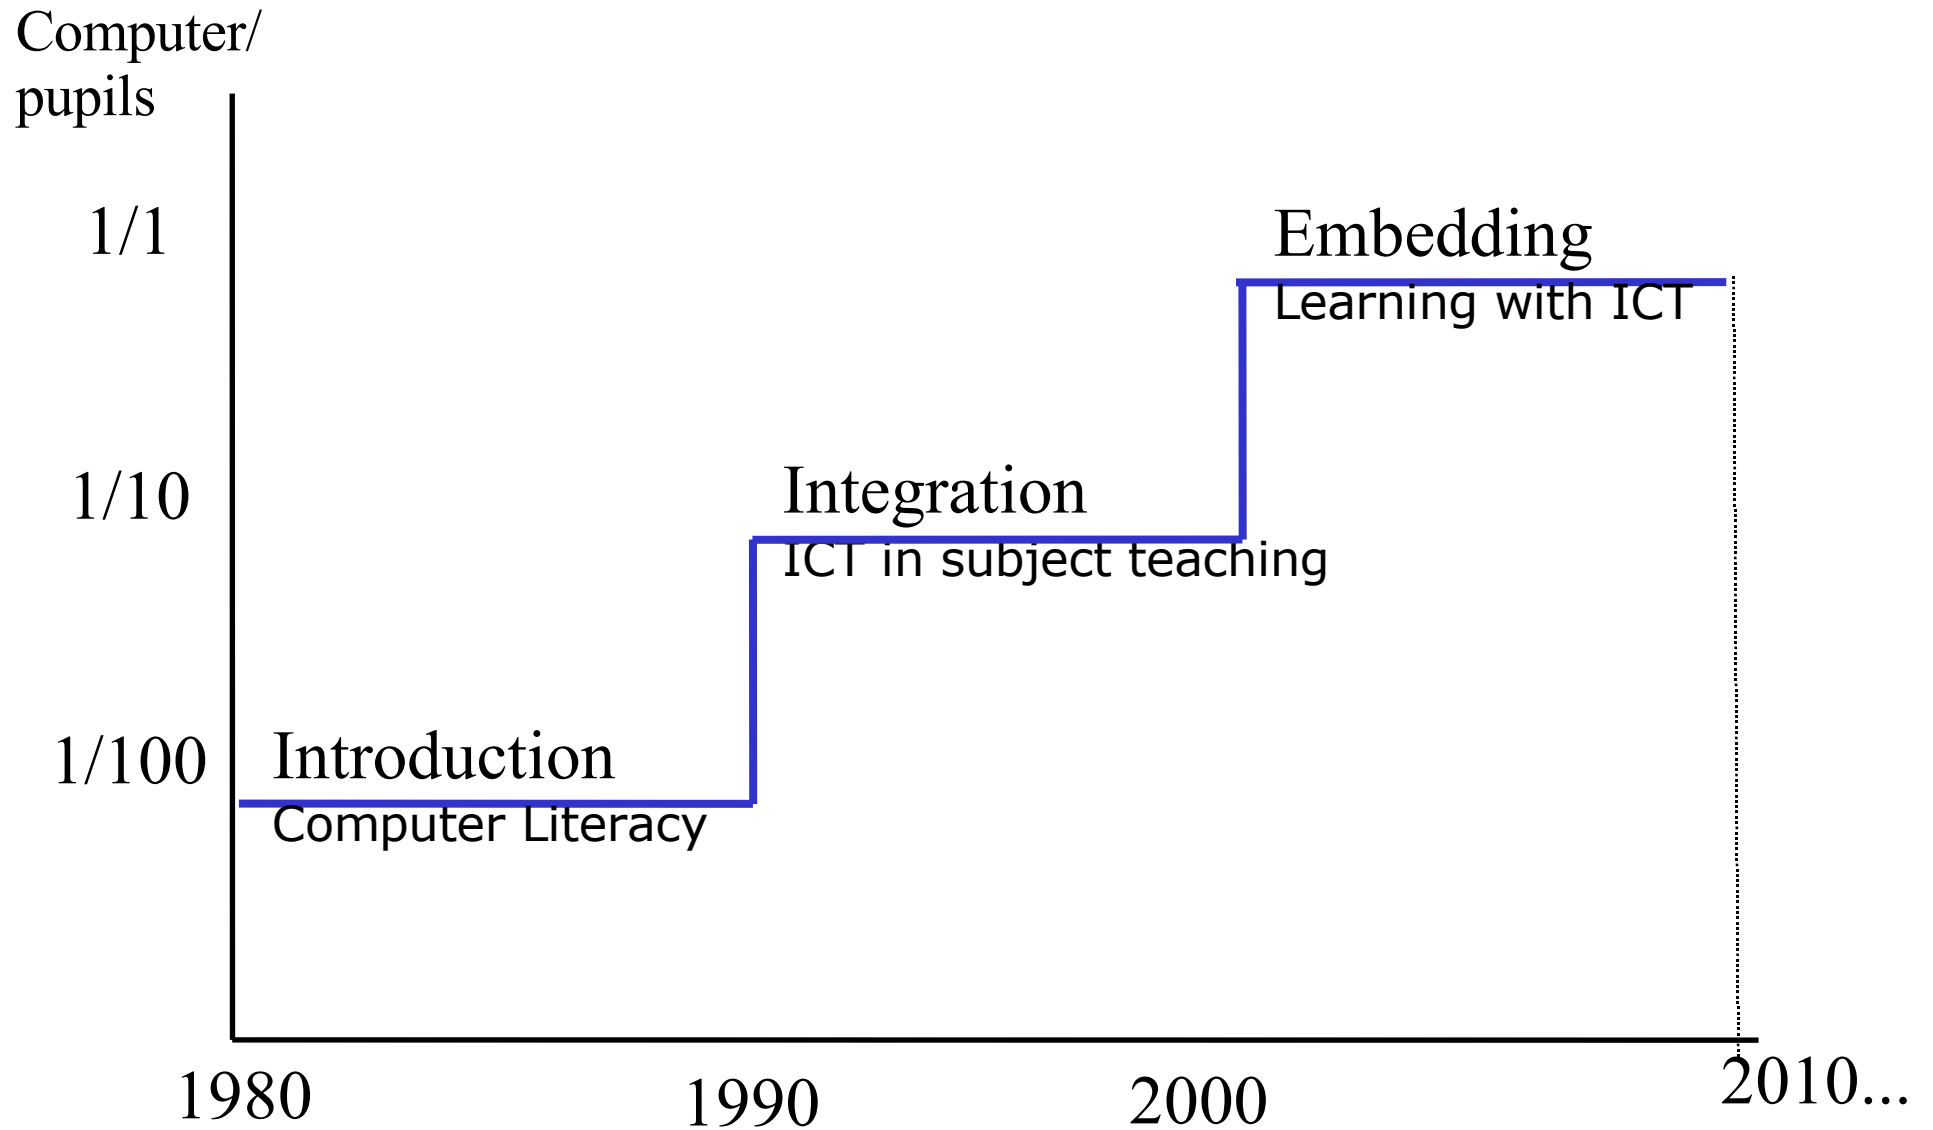 Computer/
pupils
1/1
Embedding
Learning with ICT
1/10
Integration
ICT in subject teaching
1/100
Introduction
Computer Literacy
1980
1990
2000
2010...